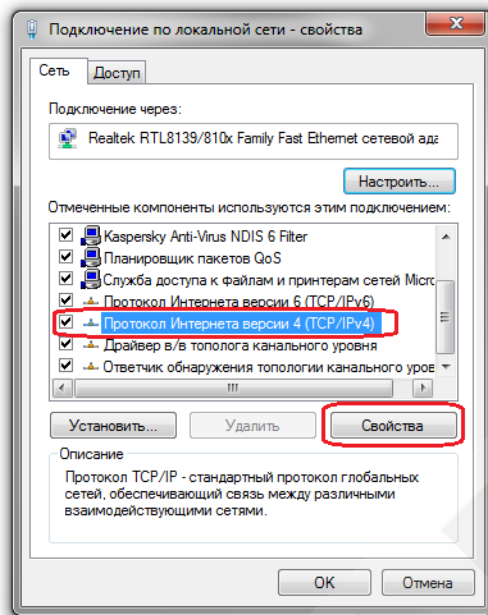 Подключение по локальной сети - свойства
Сеть
Доступ
Подключение через:
Realtek RTL8139/810x Family Fast Ethernet сетевой ада
Настроить...
Отмеченные компоненты используются этим подключением:
Kaspersky Anti-Virus NDIS 6 Filter
Планировщик пакетов QoS
Служба доступа к файлам и принтерам сетей Micro
Протокол Интернета версии 6 (TCP/IPv6)
Протокол Интернета версии 4 (TCP/IPv4)
Драйвер в/в тополога канального уровня
Ответчик обнаружения топологии канального уров
Установить...
Удалить
Свойства
Описание
Протокол TCP/IP - стандартный протокол глобальных
сетей, обеспечивающий связь между различными
взаимодействующими сетями.
OK
Отмена